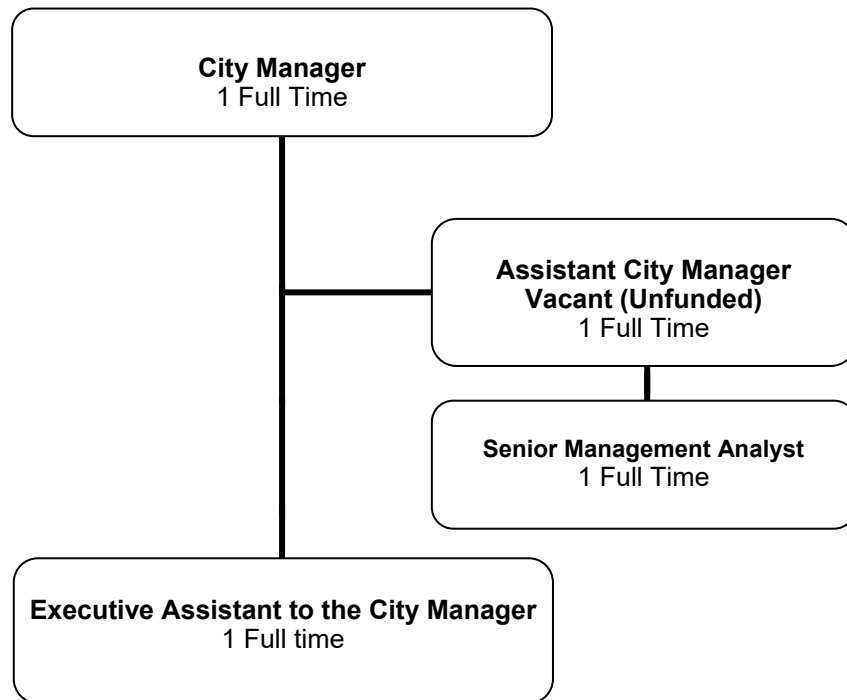 City Manager
1 Full Time
Assistant City Manager
Vacant (Unfunded)
1 Full Time
Senior Management Analyst
1 Full Time
Executive Assistant to the City Manager
1 Full time